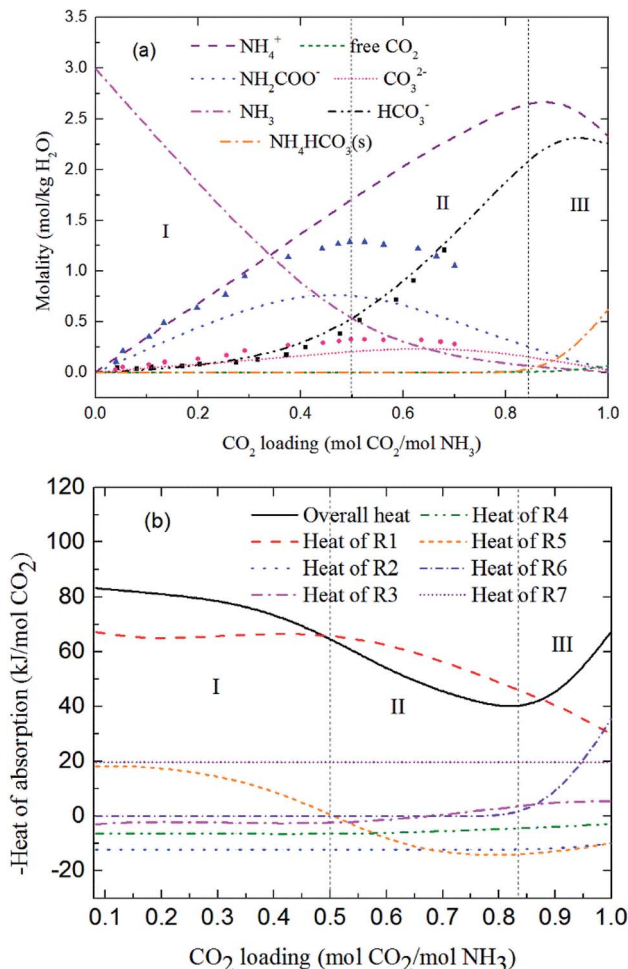 (a)
NH₄⁺ free CO₂
NH₂COO⁻ CO₃²⁻
NH₃ HCO₃⁻
NH₄HCO₃(s)
3.5
3.0
2.5
2.0
1.5
1.0
0.5
0.0
Molality (mol/kg H₂O)
I
II
III
0.0 0.2 0.4 0.6 0.8 1.0
CO₂ loading (mol CO₂/mol NH₃)
(b)
Overall heat Heat of R4
Heat of R1 Heat of R5
Heat of R2 Heat of R6
Heat of R3 Heat of R7
120
100
80
60
40
20
0
-20
-Heat of absorption (kJ/mol CO₂)
I
II
III
0.1 0.2 0.3 0.4 0.5 0.6 0.7 0.8 0.9 1.0
CO₂ loading (mol CO₂/mol NH₃)